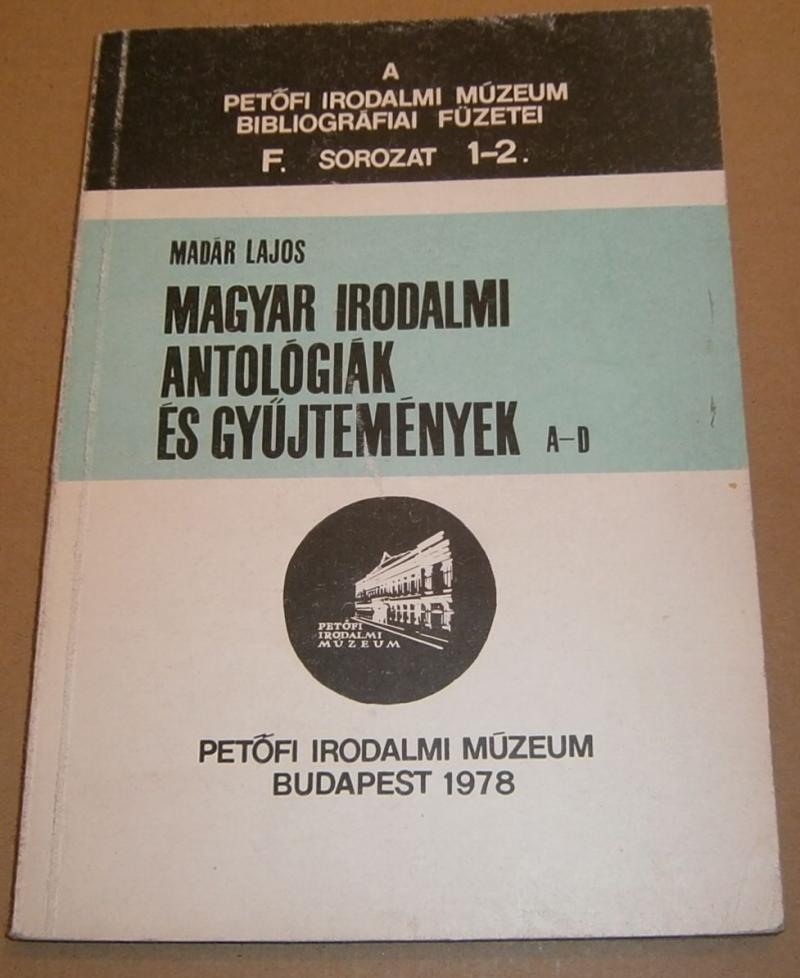 A
PETŐFI IRODALMI MÚZEUM
BIBLIOGRÁFIAI FÜZETEI
F. SOROZAT 1-2.
MADÁR LAJOS
MAGYAR IRODALMI
ANTOLÓGIÁK
ÉS GYŰJTEMÉNYEK A-D
PETŐFI
IRODALMI
MÚZEUM
PETŐFI IRODALMI MÚZEUM
BUDAPEST 1978